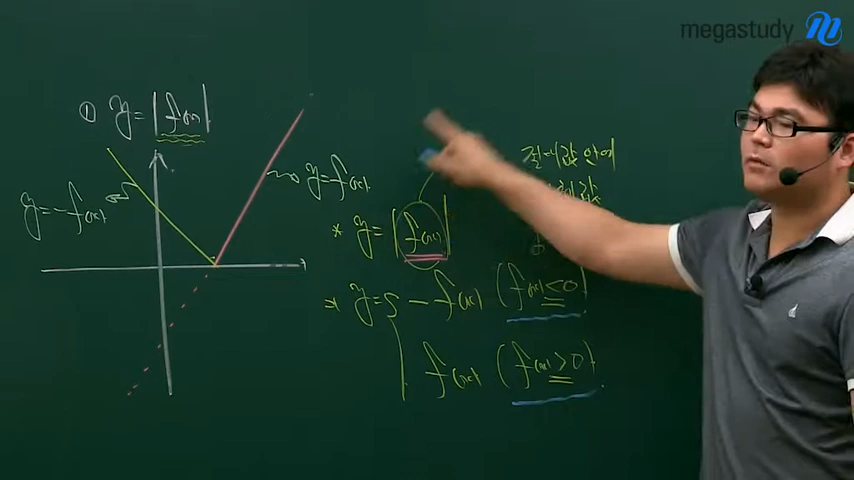 megastudy
① y=|f(x)|
y=-f(x)
y=f(x)
절대값 안에
* y=|f(x)|
⇒ y={ -f(x) (f(x)<0)
f(x) (f(x)>0)